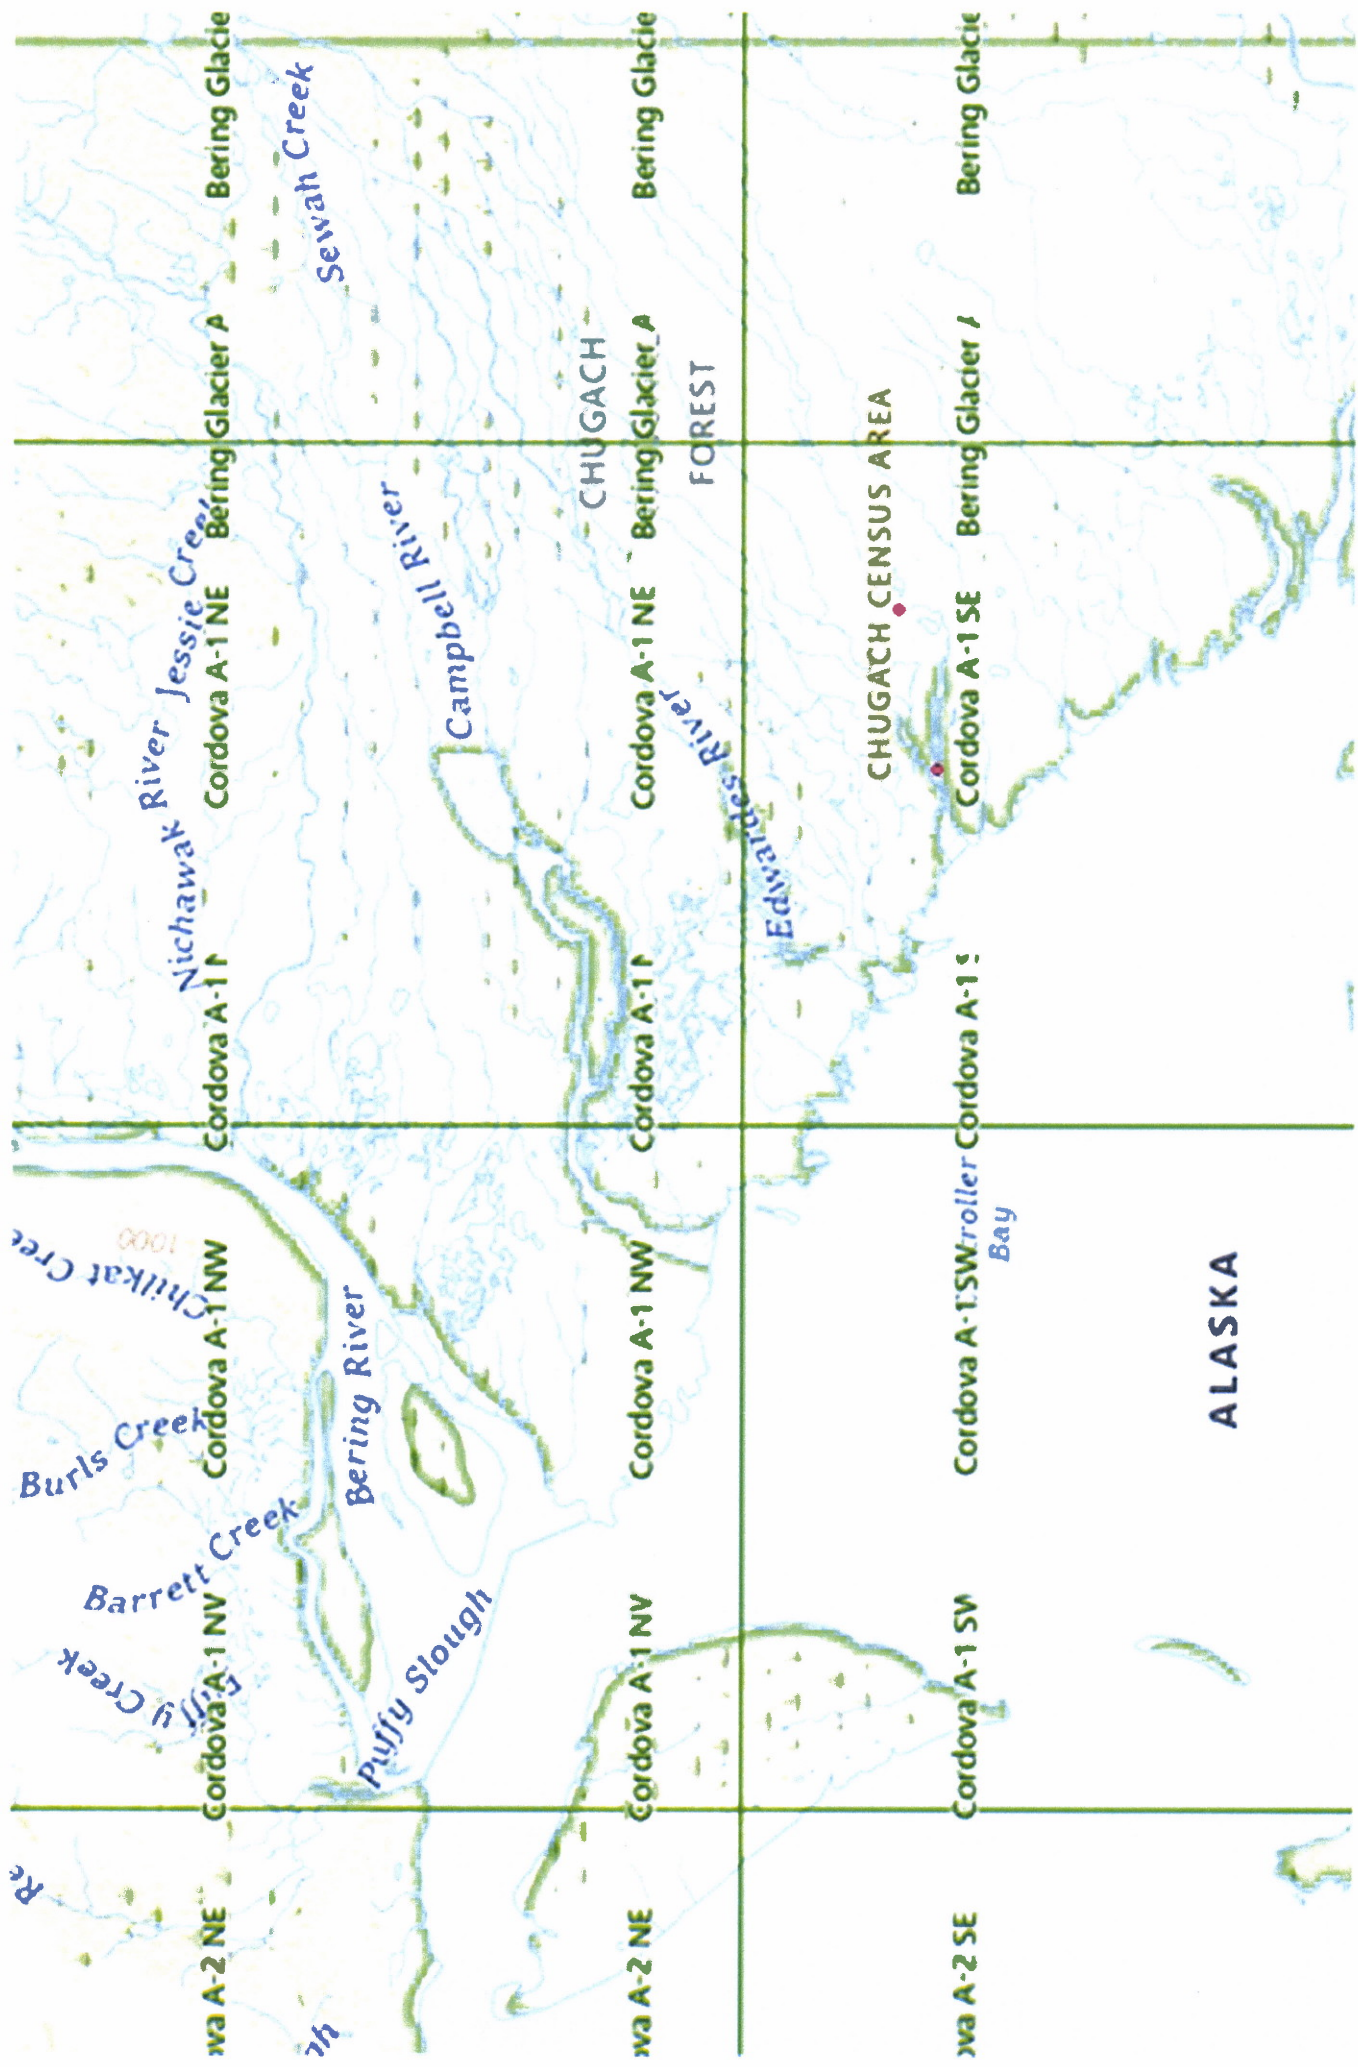 Chilkat Cree
Burls Creek
1000
Barrett Creek
Creek
Nichawak River
Jessie Creek
ova A-2 NE
Cordova A-1 NV
Cordova A-1 NW
Cordova A-1 N
Cordova A-1 NE
Bering Glacier A
Bering Glacie
Sewah Creek
Bering River
Puffy Slough
Campbell River
CHUGACH
FOREST
ova A-2 NE
Cordova A-1 NV
Cordova A-1 NW
Cordova A-1 N
Cordova A-1 NE
Bering Glacier A
Bering Glacie
Edwardes River
CHUGACH CENSUS AREA
ova A-2 SE
Cordova A-1 SW
Cordova A-1 SW
roller
Bay
Cordova A-1 S
Cordova A-1 SE
Bering Glacier A
Bering Glacie
ALASKA